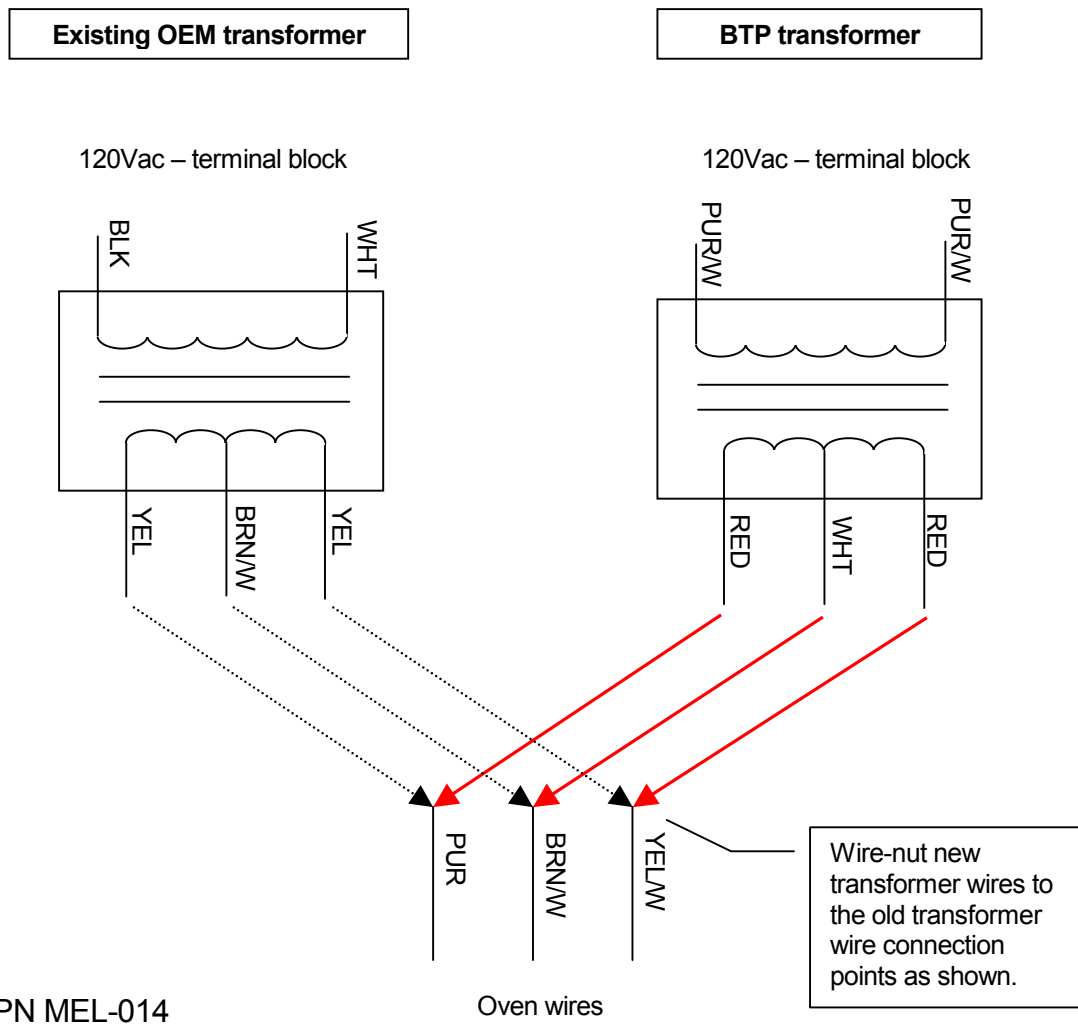 Existing OEM transformer
BTP transformer
120Vac – terminal block
120Vac – terminal block
BLK
WHT
PUR/W
PUR/W
YEL
BRN/W
YEL
RED
WHT
RED
PUR
BRN/W
YEL/W
Wire-nut new
transformer wires to
the old transformer
wire connection
points as shown.
PN MEL-014
Oven wires